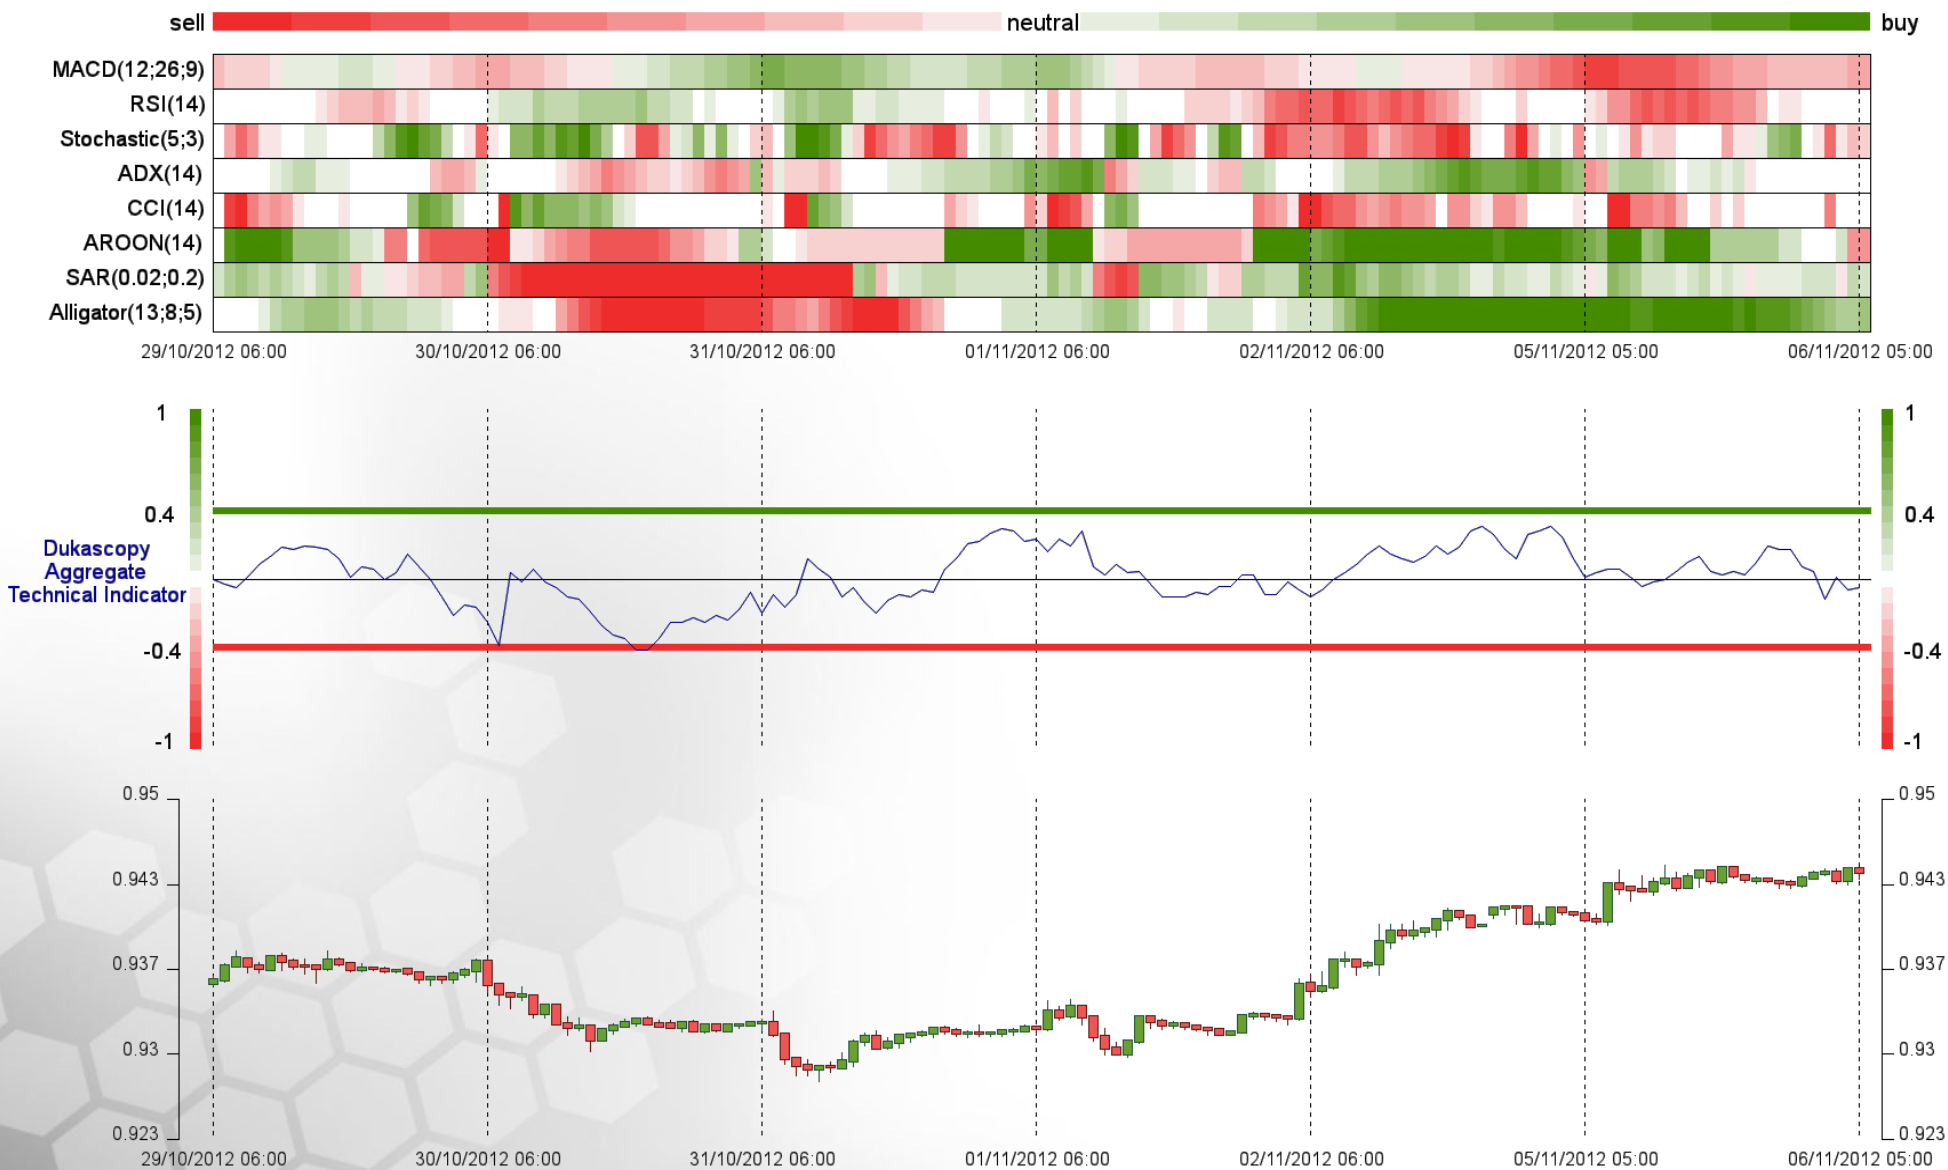 sell neutral buy
MACD(12;26;9)
RSI(14)
Stochastic(5;3)
ADX(14)
CCI(14)
AROON(14)
SAR(0.02;0.2)
Alligator(13;8;5)
29/10/2012 06:00 30/10/2012 06:00 31/10/2012 06:00 01/11/2012 06:00 02/11/2012 06:00 05/11/2012 05:00 06/11/2012 05:00
1 1
0.4 0.4
Dukascopy
Aggregate
Technical Indicator
-0.4 -0.4
-1 -1
0.95 0.95
0.943 0.943
0.937 0.937
0.93 0.93
0.923 0.923
29/10/2012 06:00 30/10/2012 06:00 31/10/2012 06:00 01/11/2012 06:00 02/11/2012 06:00 05/11/2012 05:00 06/11/2012 05:00